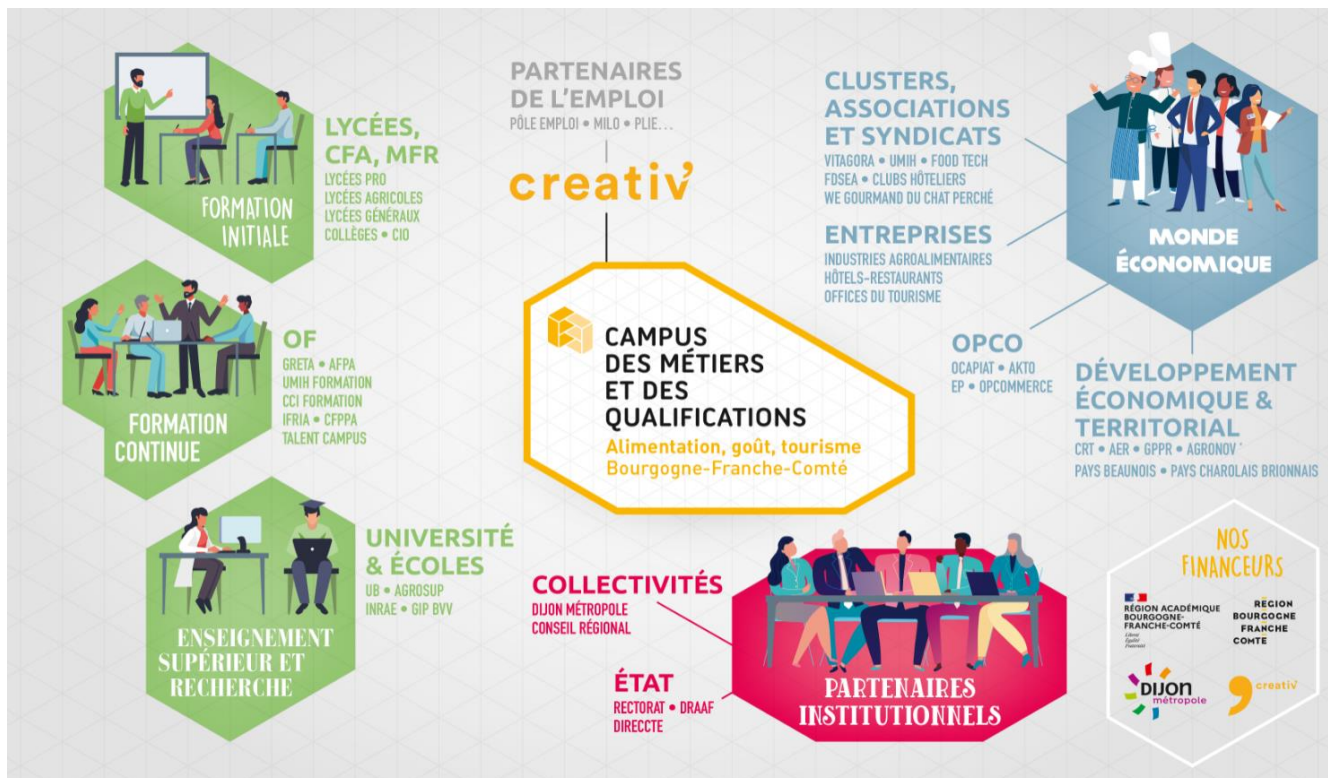 FORMATION
INITIALE
LYCÉES,
CFA, MFR
LYCÉES PRO
LYCÉES AGRICOLES
LYCÉES GÉNÉRAUX
COLLÈGES • CIO
FORMATION
CONTINUE
OF
GRETA • AFPA
UMIH FORMATION
CCI FORMATION
IFRIA • CFPPA
TALENT CAMPUS
ENSEIGNEMENT
SUPÉRIEUR ET
RECHERCHE
UNIVERSITÉ
& ÉCOLES
UB • AGROSUP
INRAE • GIP BVV
PARTENAIRES
DE L'EMPLOI
PÔLE EMPLOI • MILO • PLIE...
creativ'
CAMPUS
DES MÉTIERS
ET DES
QUALIFICATIONS
Alimentation, goût, tourisme
Bourgogne-Franche-Comté
CLUSTERS,
ASSOCIATIONS
ET SYNDICATS
VITAGORA • UMIH • FOOD TECH
FDSEA • CLUBS HÔTELIERS
WE GOURMAND DU CHAT PERCHÉ
ENTREPRISES
INDUSTRIES AGROALIMENTAIRES
HÔTELS-RESTAURANTS
OFFICES DU TOURISME
MONDE
ÉCONOMIQUE
OPCO
OCAPIAT • AKTO
EP • OPCOMMERCE
DÉVELOPPEMENT
ÉCONOMIQUE &
TERRITORIAL
CRT • AER • GPPR • AGRONOV
PAYS BEAUNOIS • PAYS CHAROLAIS BRIONNAIS
COLLECTIVITÉS
DIJON MÉTROPOLE
CONSEIL RÉGIONAL
ÉTAT
RECTORAT • DRAAF
DIRECCTE
PARTENAIRES
INSTITUTIONNELS
NOS
FINANCEURS
RÉGION ACADÉMIQUE
BOURGOGNE-
FRANCHE-COMTÉ
Liberté
Égalité
Fraternité
RÉGION
BOURGOGNE
FRANCHE
COMTE
DIJON
métropole
creativ'